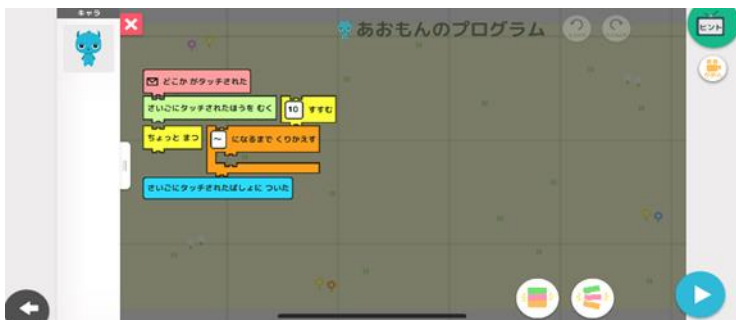 キャラ
あおもんのプログラム
ヒント
どこか がタッチされた
さいごにタッチされたほうを むく
10 すすむ
ちょっと まつ
～ になるまで くりかえす
さいごにタッチされたばしょに ついた